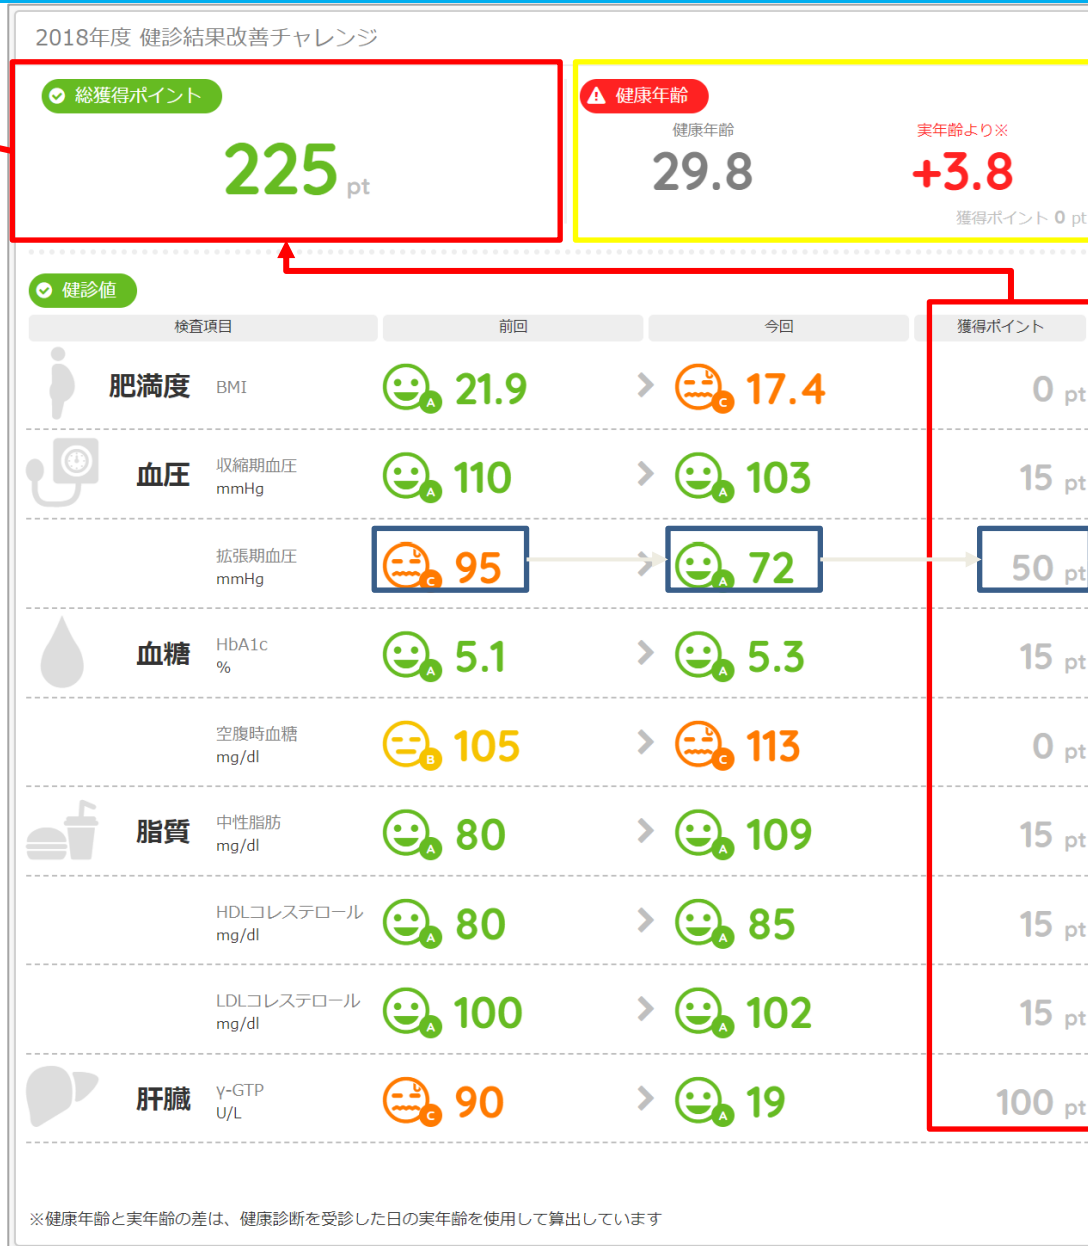 2018年度 健診結果改善チャレンジ
総獲得ポイント
225 pt
健康年齢
健康年齢 実年齢より※
29.8 +3.8
獲得ポイント 0 pt
健診値
検査項目 前回 今回 獲得ポイント
肥満度 BMI A 21.9 C 17.4 0 pt
血圧 収縮期血圧 mmHg A 110 A 103 15 pt
拡張期血圧 mmHg C 95 A 72 50 pt
血糖 HbA1c % A 5.1 A 5.3 15 pt
空腹時血糖 mg/dl B 105 C 113 0 pt
脂質 中性脂肪 mg/dl A 80 A 109 15 pt
HDLコレステロール mg/dl A 80 A 85 15 pt
LDLコレステロール mg/dl A 100 A 102 15 pt
肝臓 γ-GTP U/L C 90 A 19 100 pt
※健康年齢と実年齢の差は、健康診断を受診した日の実年齢を使用して算出しています